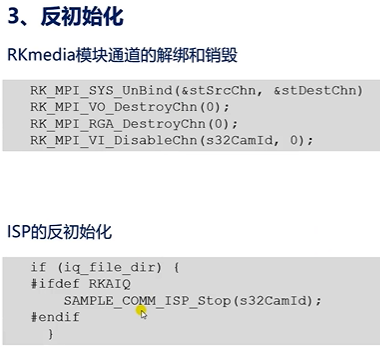 3、反初始化
RKmedia模块通道的解绑和销毁
RK_MPI_SYS_UnBind(&stSrcChn, &stDestChn)
RK_MPI_VO_DestroyChn(0);
RK_MPI_RGA_DestroyChn(0);
RK_MPI_VI_DisableChn(s32CamId, 0);
ISP的反初始化
if (iq_file_dir) {
#ifdef RKAIQ
SAMPLE_COMM_ISP_Stop(s32CamId);
#endif
}